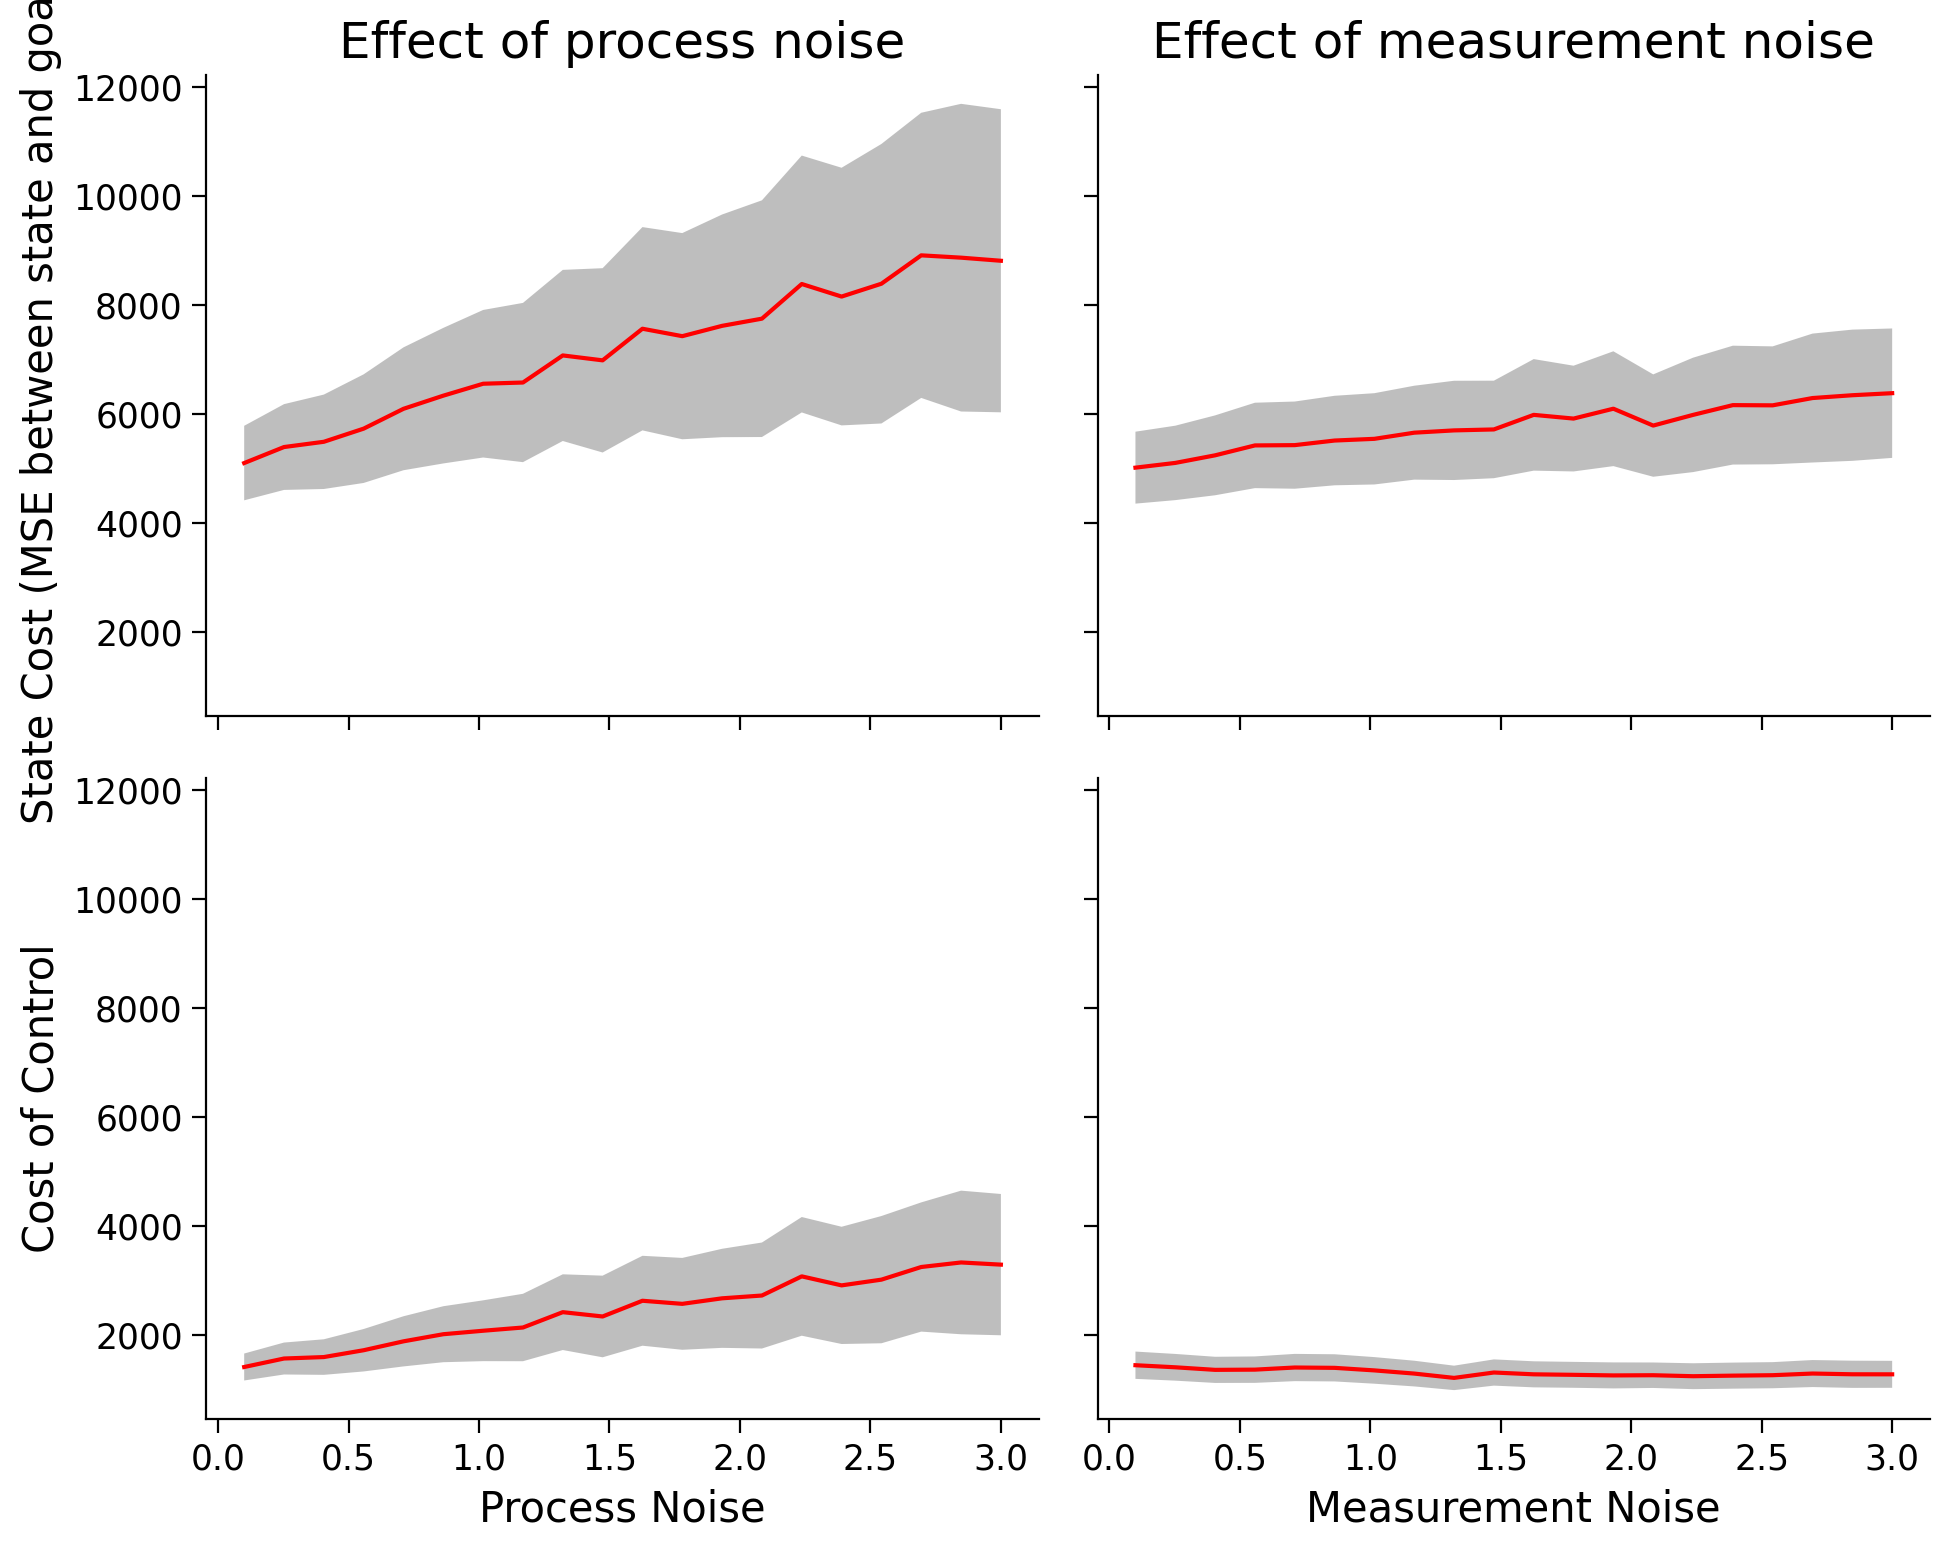 Effect of process noise
Effect of measurement noise
State Cost (MSE between state and goa
12000
10000
8000
6000
4000
2000
Cost of Control
12000
10000
8000
6000
4000
2000
0.0 0.5 1.0 1.5 2.0 2.5 3.0
0.0 0.5 1.0 1.5 2.0 2.5 3.0
Process Noise
Measurement Noise